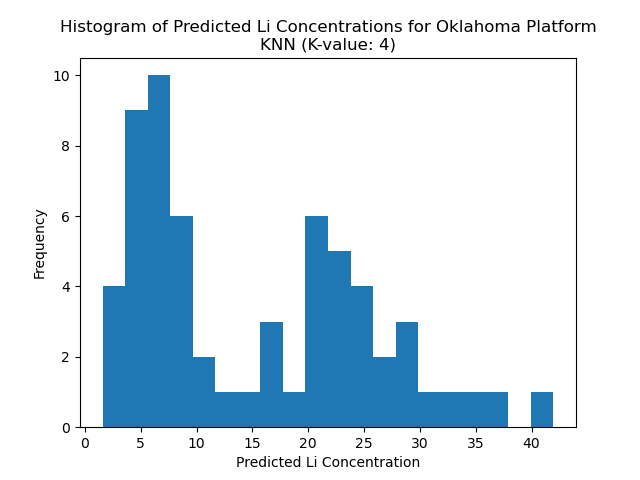 Histogram of Predicted Li Concentrations for Oklahoma Platform
KNN (K-value: 4)
10
8
6
4
2
0
Frequency
0 5 10 15 20 25 30 35 40
Predicted Li Concentration